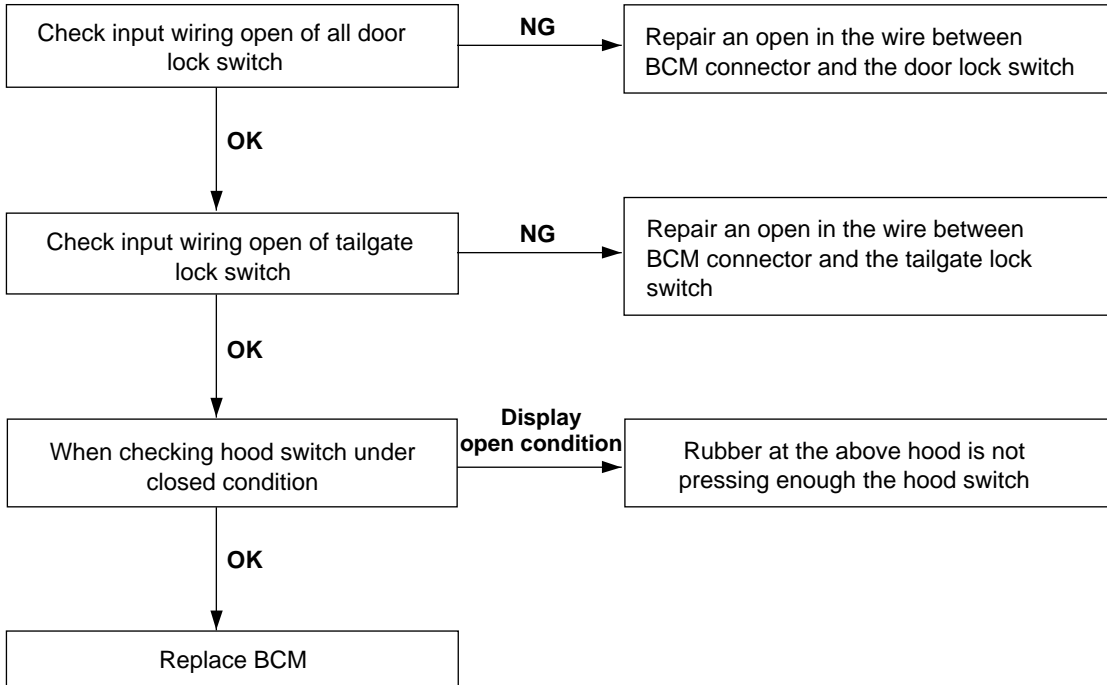 Check input wiring open of all door
lock switch
NG
Repair an open in the wire between
BCM connector and the door lock switch
OK
Check input wiring open of tailgate
lock switch
NG
Repair an open in the wire between
BCM connector and the tailgate lock
switch
OK
When checking hood switch under
closed condition
Display
open condition
Rubber at the above hood is not
pressing enough the hood switch
OK
Replace BCM